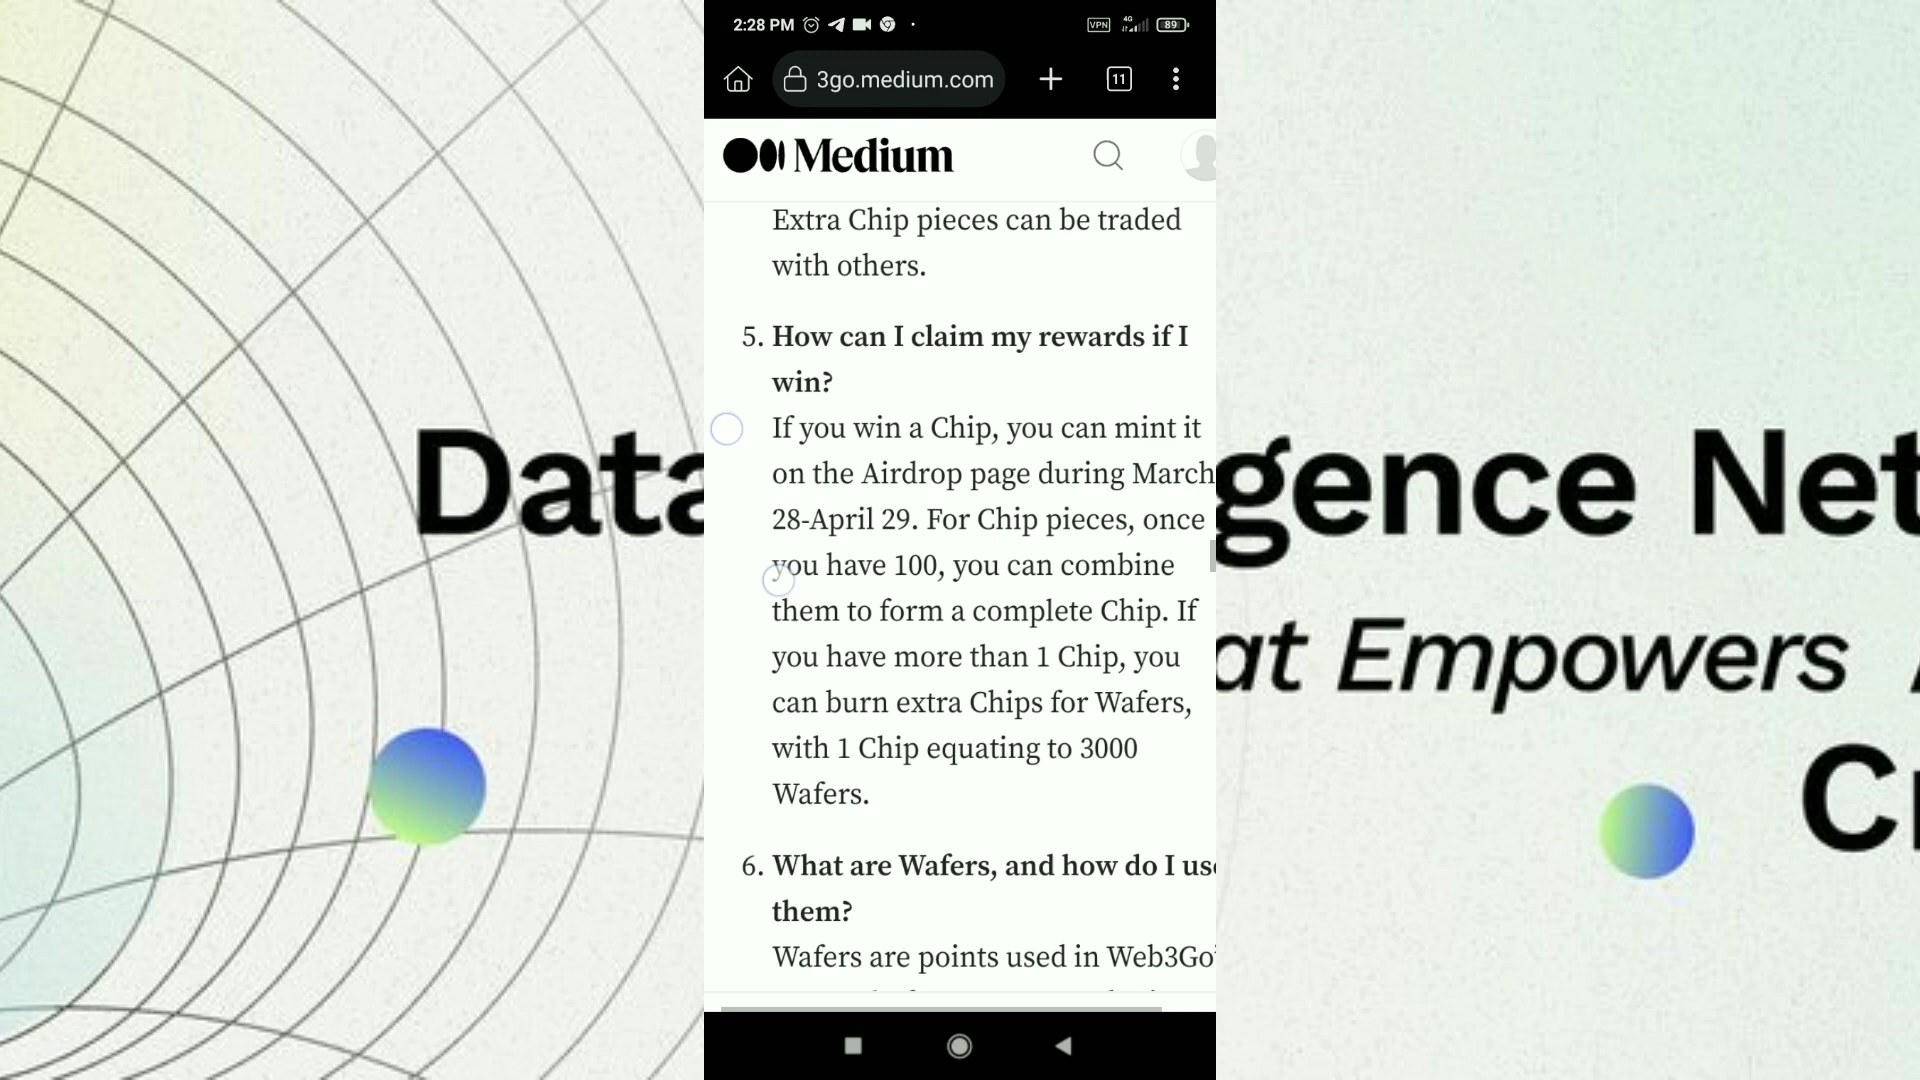 2:28 PM
VPN
4G
89
3go.medium.com
11
Medium
Extra Chip pieces can be traded
with others.
5. How can I claim my rewards if I
win?
If you win a Chip, you can mint it
on the Airdrop page during March
28-April 29. For Chip pieces, once
you have 100, you can combine
them to form a complete Chip. If
you have more than 1 Chip, you
can burn extra Chips for Wafers,
with 1 Chip equating to 3000
Wafers.
6. What are Wafers, and how do I use
them?
Wafers are points used in Web3Go'
Data
gence Net
at Empowers
C